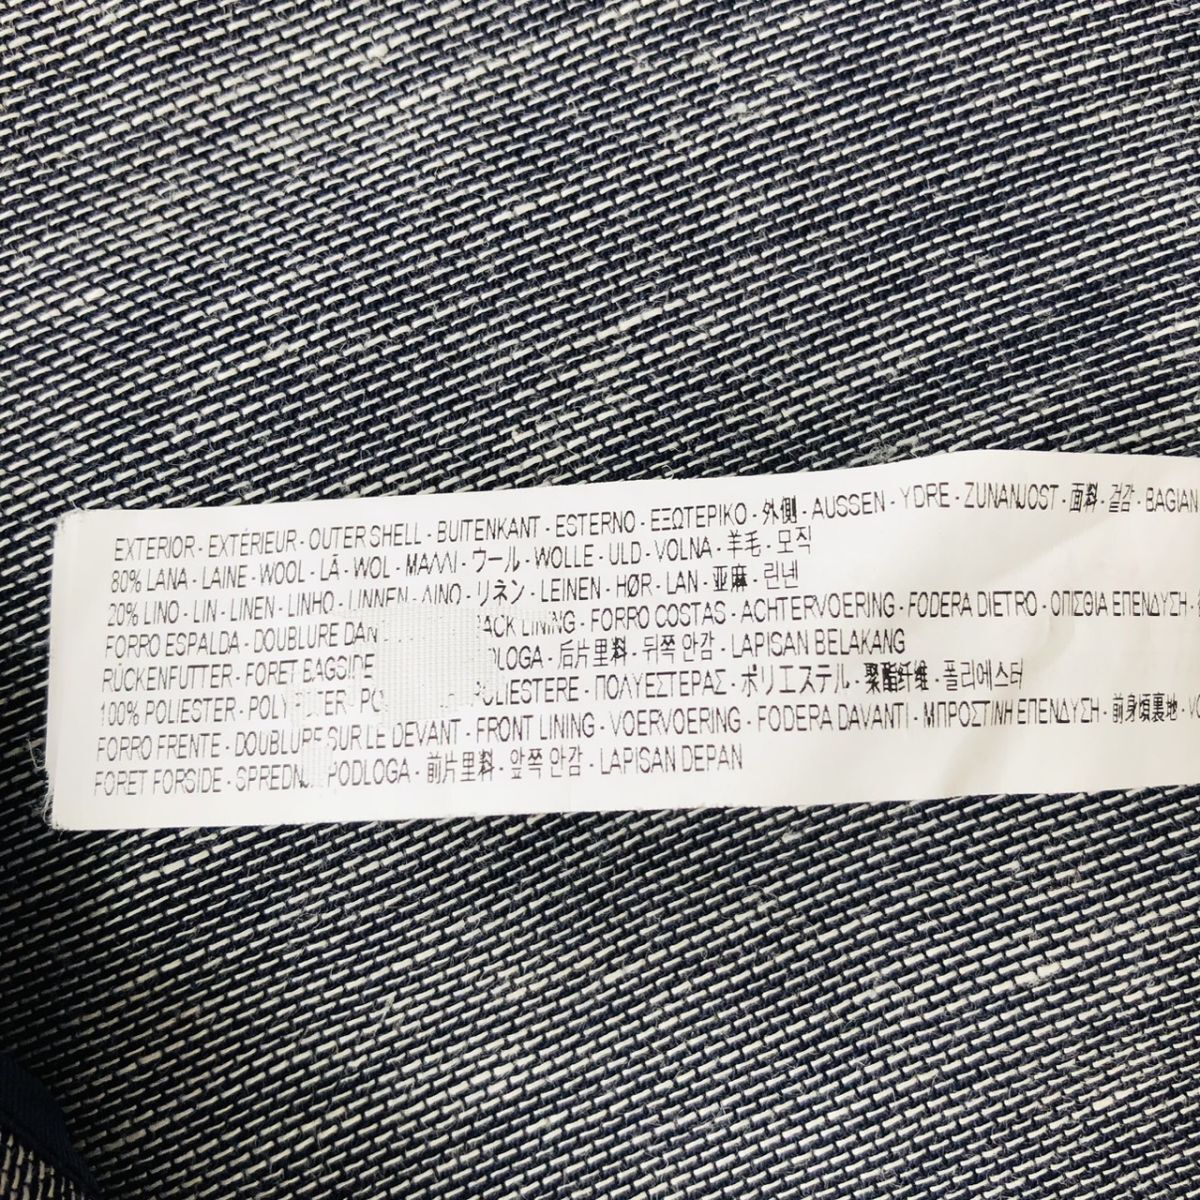 EXTERIOR - EXTÉRIEUR - OUTER SHELL - BUITENKANT - ESTERNO - ΕΞΩΤΕΡΙΚΟ - 外側 - AUSSEN - YDRE - ZUNANJOST - 面料 - 겉감 - BAGIAN
80% LANA - LAINE - WOOL - LÃ - WOL - ΜΑΛΛΙ - ウール - WOLLE - ULD - VOLNA - 羊毛 - 모직
20% LINO - LIN - LINEN - LINHO - LINNEN - ΛΙΝΟ - リネン - LEINEN - HØR - LAN - 亚麻 - 린넨
FORRO ESPALDA - DOUBLURE LINING - FORRO COSTAS - ACHTERVOERING - FODERA DIETRO - ΟΠΙΣΘΙΑ ΕΠΕΝΔΥΣΗ -
RÜCKENFUTTER - FORET BAGSIDE - 后片里料 - 뒤쪽 안감 - LAPISAN BELAKANG
100% POLIESTER - POLIESTERE - ΠΟΛΥΕΣΤΕΡΑΣ - ポリエステル - 聚酯纤维 - 폴리에스터
FORRO FRENTE - DOUBLURE SUR LE DEVANT - FRONT LINING - VOERVOERING - FODERA DAVANTI - ΜΠΡΟΣΤΙΝΗ ΕΠΕΝΔΥΣΗ - 前身頃裏地 -
FORET FORSIDE - SPREDNJA PODLOGA - 前片里料 - 앞쪽 안감 - LAPISAN DEPAN